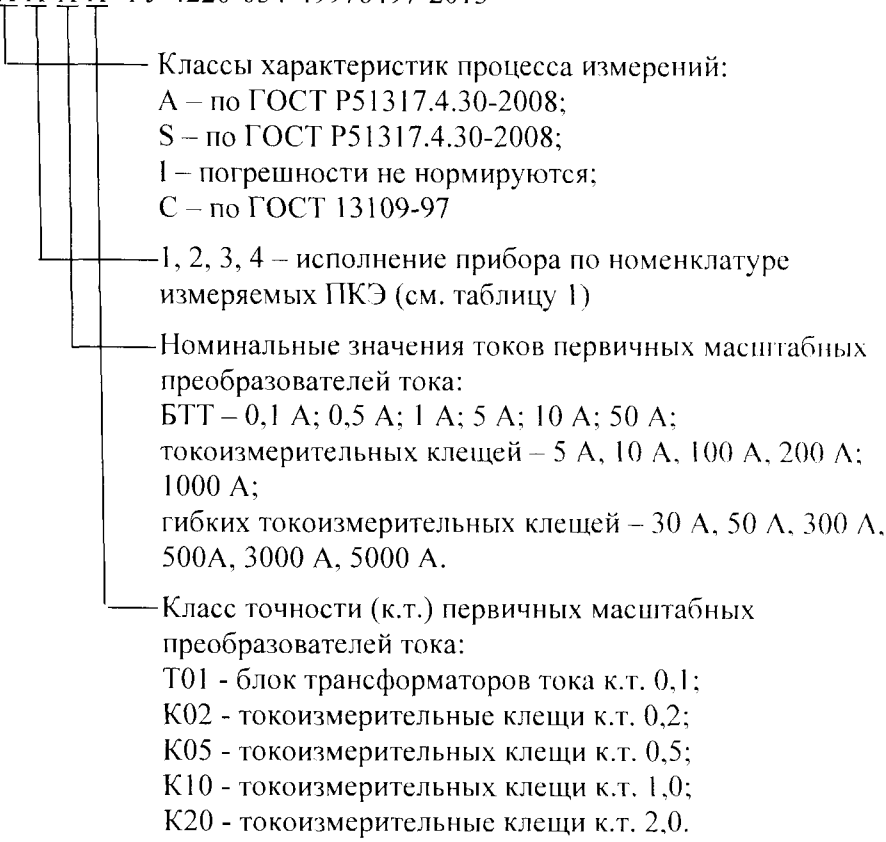 Классы характеристик процесса измерений:
А – по ГОСТ Р51317.4.30-2008;
S – по ГОСТ Р51317.4.30-2008;
I – погрешности не нормируются;
С – по ГОСТ 13109-97
1, 2, 3, 4 – исполнение прибора по номенклатуре
измеряемых ПКЭ (см. таблицу 1)
Номинальные значения токов первичных масштабных
преобразователей тока:
БТТ – 0,1 А; 0,5 А; 1 А; 5 А; 10 А; 50 А;
токоизмерительных клещей – 5 А, 10 А, 100 А, 200 А;
1000 А;
гибких токоизмерительных клещей – 30 А, 50 А, 300 А,
500А, 3000 А, 5000 А.
Класс точности (к.т.) первичных масштабных
преобразователей тока:
Т01 - блок трансформаторов тока к.т. 0,1;
К02 - токоизмерительные клещи к.т. 0,2;
К05 - токоизмерительных клещи к.т. 0,5;
К10 - токоизмерительных клещи к.т. 1,0;
К20 - токоизмерительные клещи к.т. 2,0.